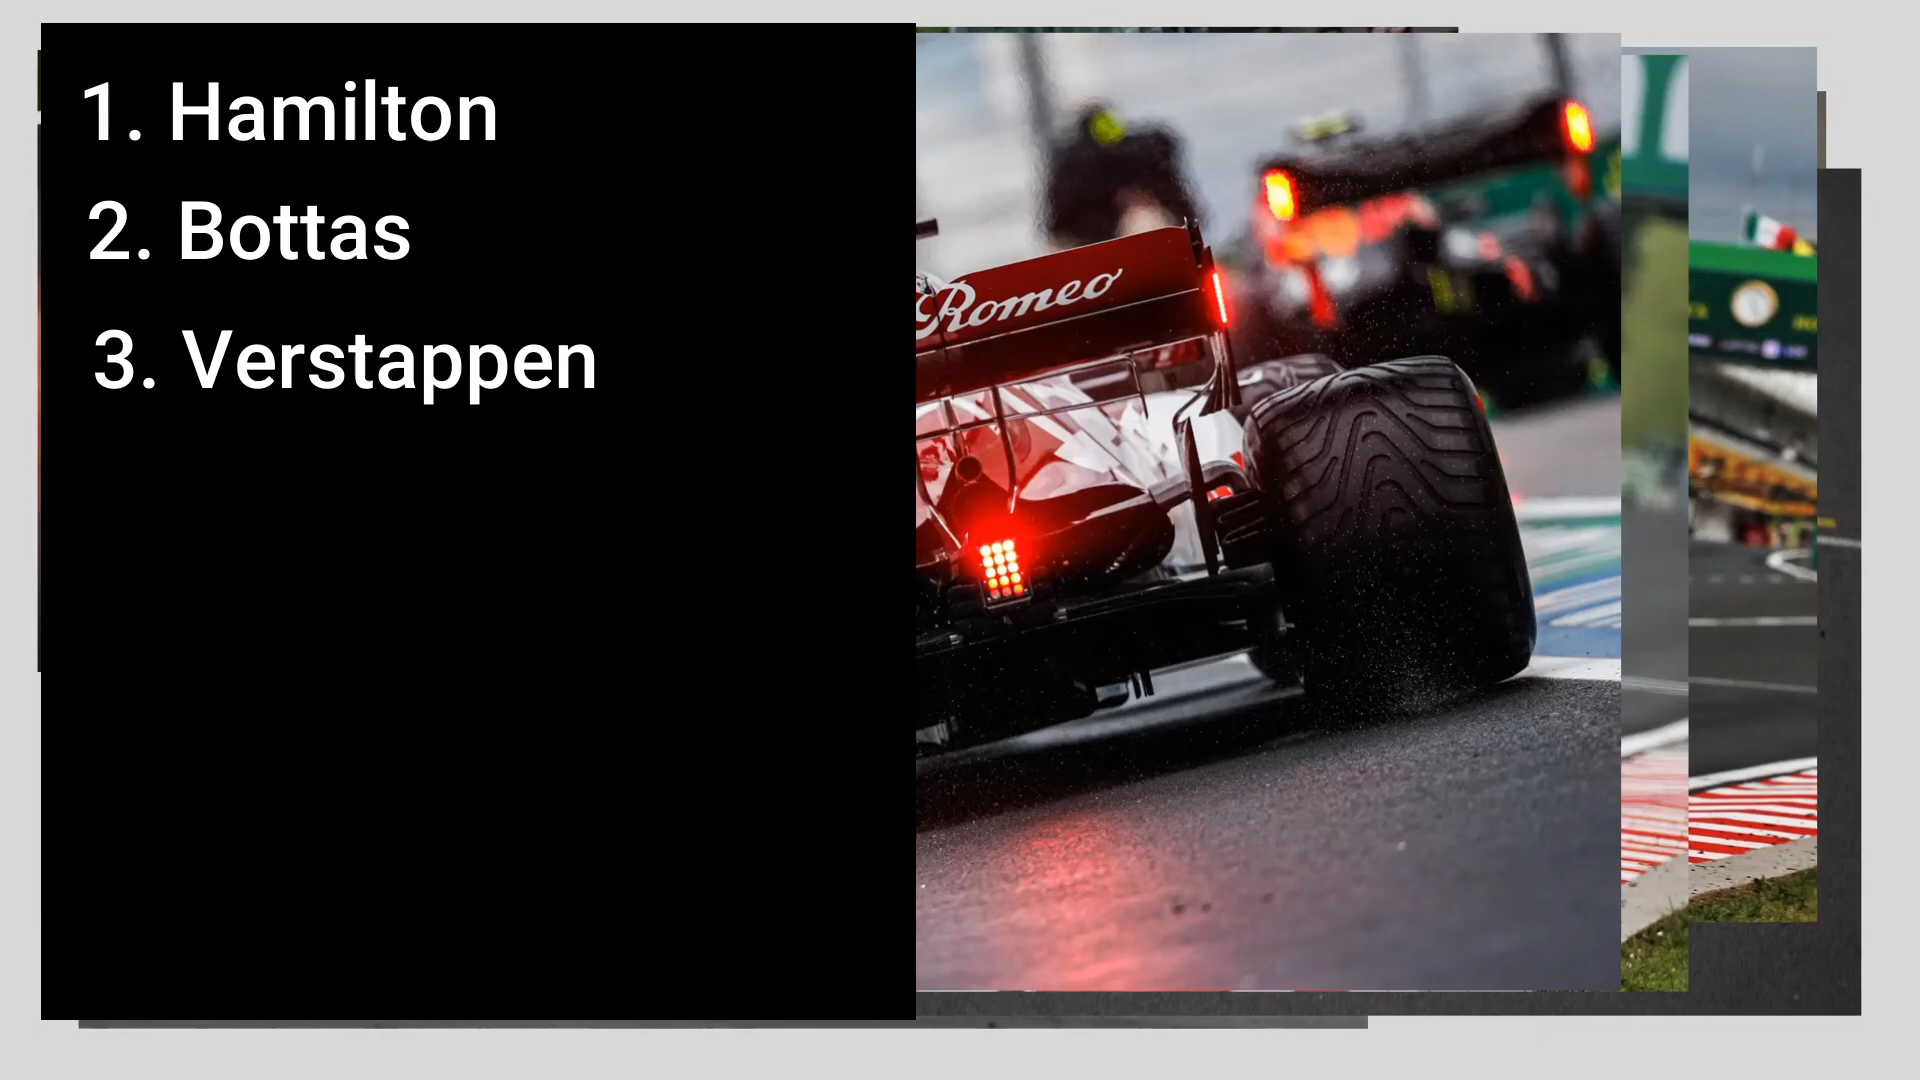 1. Hamilton
2. Bottas
3. Verstappen
Romeo